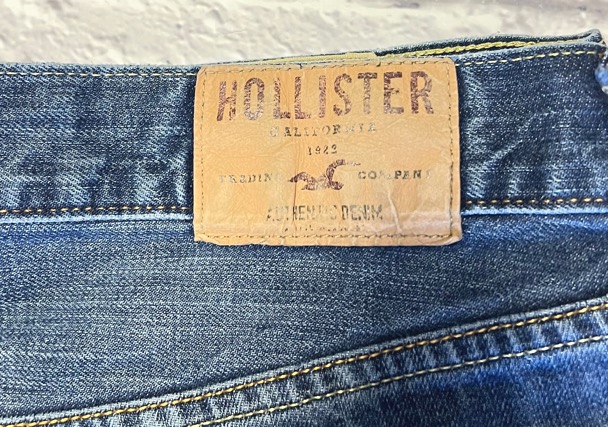 HOLLISTER
CALIFORNIA
1922
TRADING COMPANY
AUTHENTIC DENIM